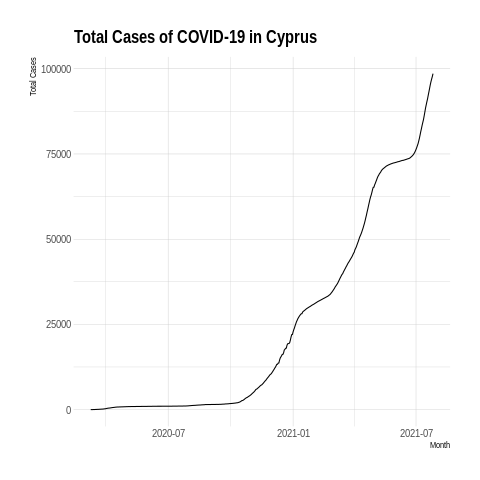 Total Cases of COVID-19 in Cyprus
Total Cases
100000
75000
50000
25000
0
2020-07 2021-01 2021-07
Month